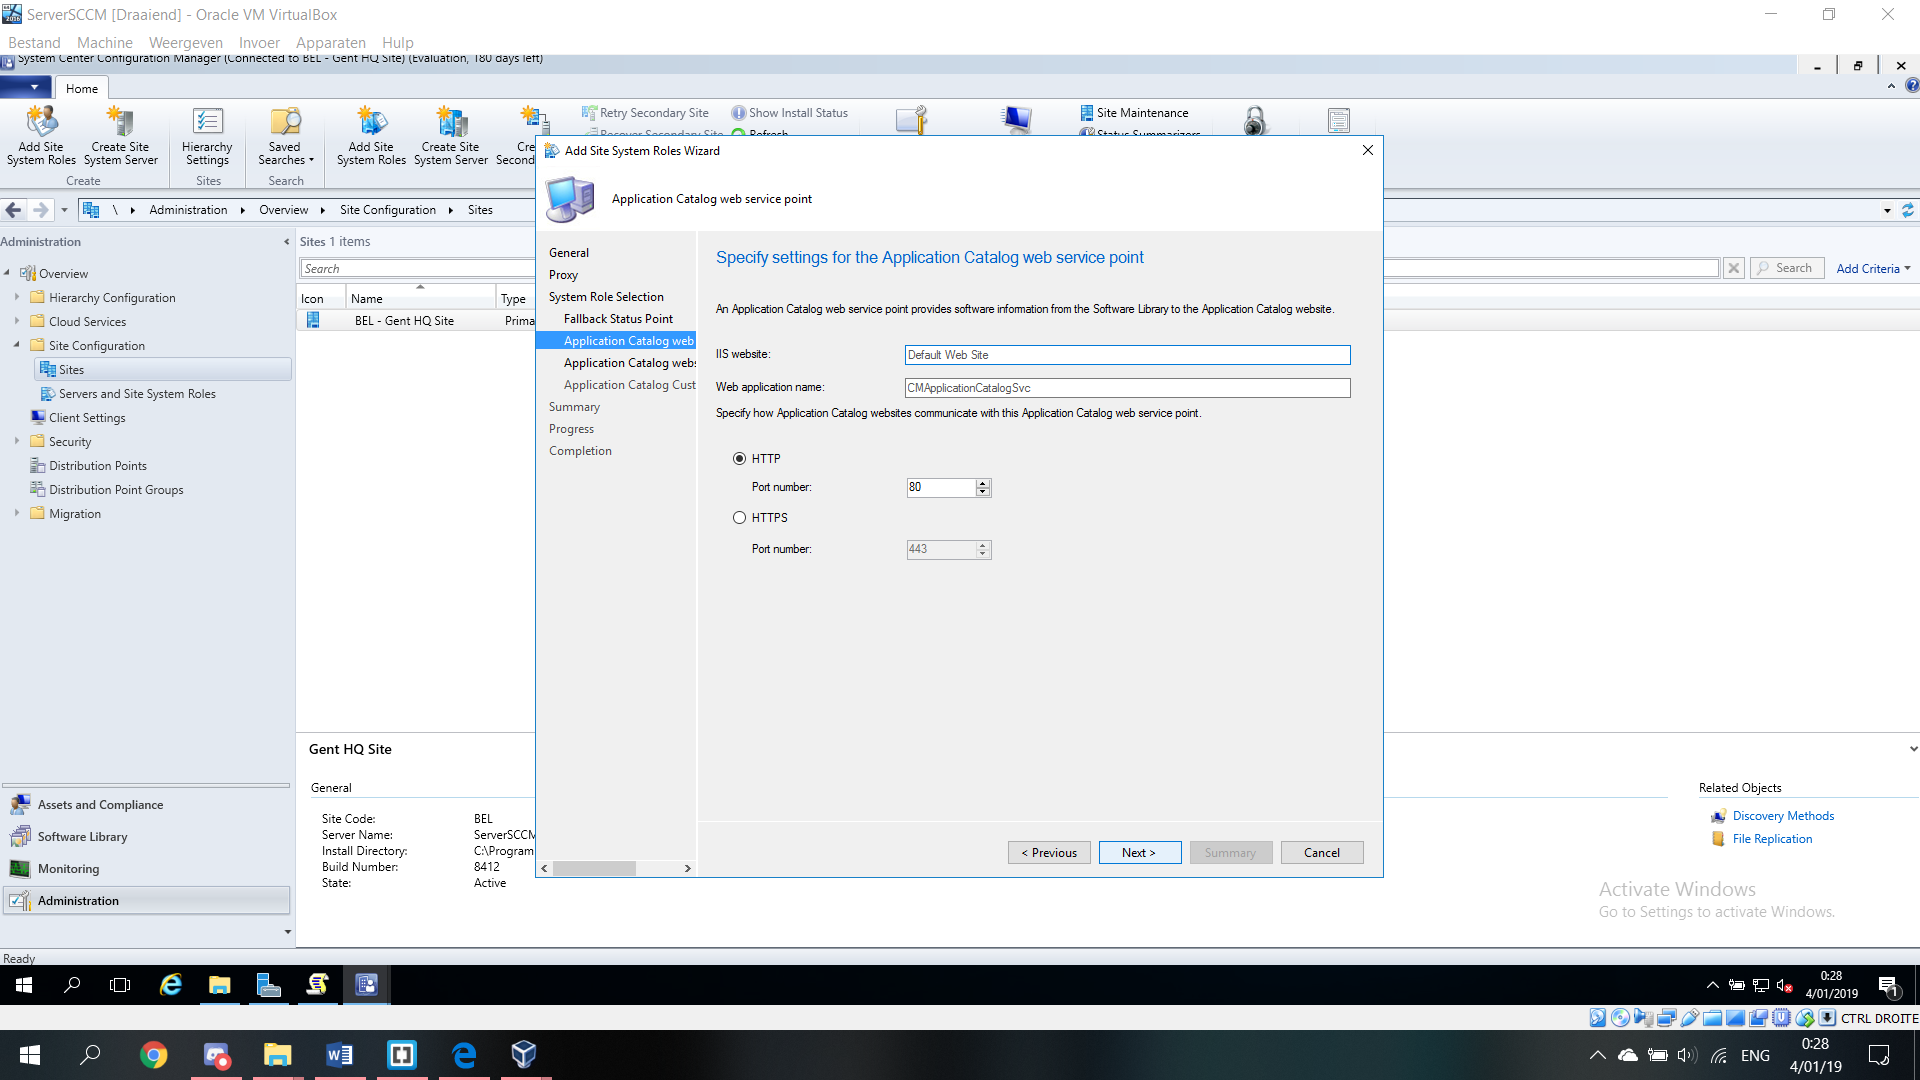 ServerSCCM [Draaiend] - Oracle VM VirtualBox
Bestand Machine Weergeven Invoer Apparaten Hulp
System Center Configuration Manager (Connected to BEL - Gent HQ Site) (Evaluation, 180 days left)
Home
Add Site System Roles
Create Site System Server
Create
Hierarchy Settings
Sites
Saved Searches
Search
Add Site System Roles
Create Site System Server
Cre
Second
Retry Secondary Site
Recover Secondary Site
Show Install Status
Refresh
Site Maintenance
Status Summarizers
\ Administration Overview Site Configuration Sites
Administration
Overview
Hierarchy Configuration
Cloud Services
Site Configuration
Sites
Servers and Site System Roles
Client Settings
Security
Distribution Points
Distribution Point Groups
Migration
Assets and Compliance
Software Library
Monitoring
Administration
Ready
Sites 1 items
Search
Search
Add Criteria
Icon Name Type
BEL - Gent HQ Site Prima
Add Site System Roles Wizard
Application Catalog web service point
General
Proxy
System Role Selection
Fallback Status Point
Application Catalog web
Application Catalog webs
Application Catalog Cust
Summary
Progress
Completion
Specify settings for the Application Catalog web service point
An Application Catalog web service point provides software information from the Software Library to the Application Catalog website.
IIS website: Default Web Site
Web application name: CMApplicationCatalogSvc
Specify how Application Catalog websites communicate with this Application Catalog web service point.
HTTP
Port number: 80
HTTPS
Port number: 443
< Previous Next > Summary Cancel
Gent HQ Site
General
Site Code: BEL
Server Name: ServerSCCM
Install Directory: C:\Program
Build Number: 8412
State: Active
Related Objects
Discovery Methods
File Replication
Activate Windows
Go to Settings to activate Windows.
0:28
4/01/2019
1
CTRL DROITE
ENG
0:28
4/01/19